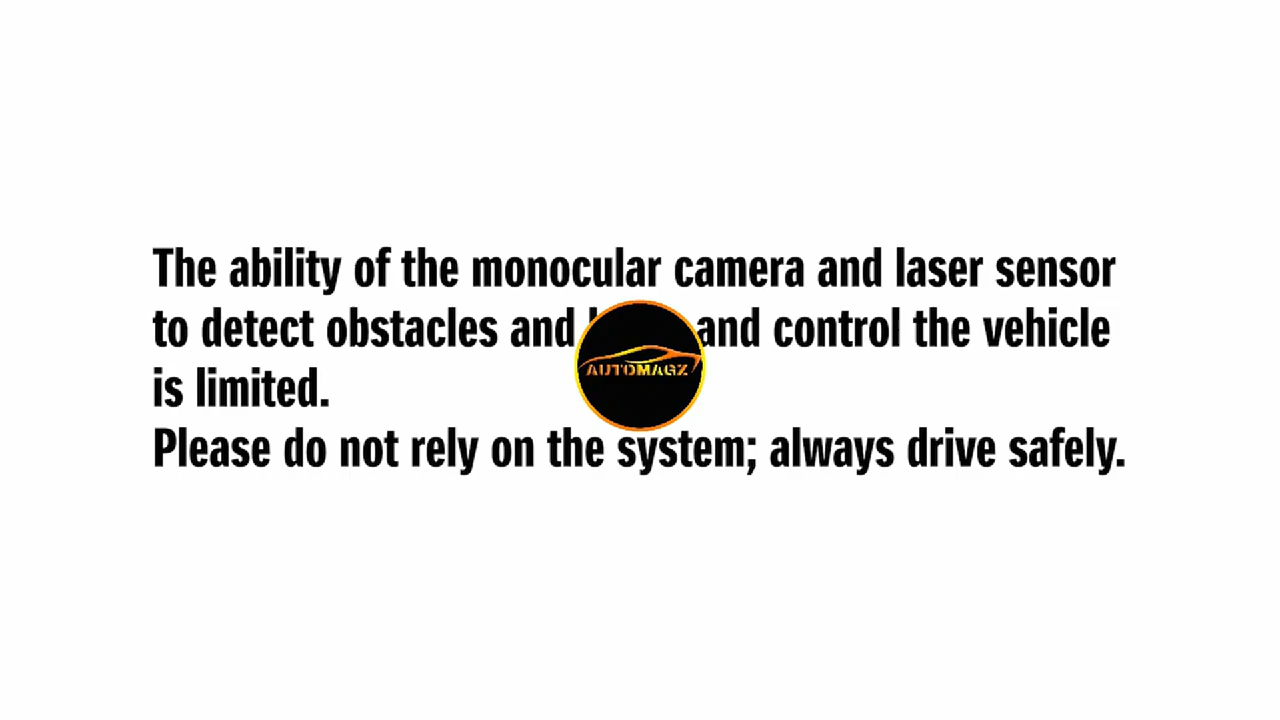 The ability of the monocular camera and laser sensor
to detect obstacles and and control the vehicle
is limited.
Please do not rely on the system; always drive safely.
AUTOMAGZ